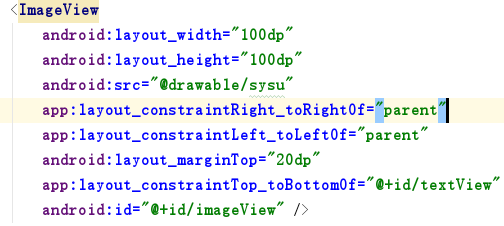 <ImageView
android:layout_width="100dp"
android:layout_height="100dp"
android:src="@drawable/sysu"
app:layout_constraintRight_toRightOf="parent"
app:layout_constraintLeft_toLeftOf="parent"
android:layout_marginTop="20dp"
app:layout_constraintTop_toBottomOf="@+id/textView"
android:id="@+id/imageView" />